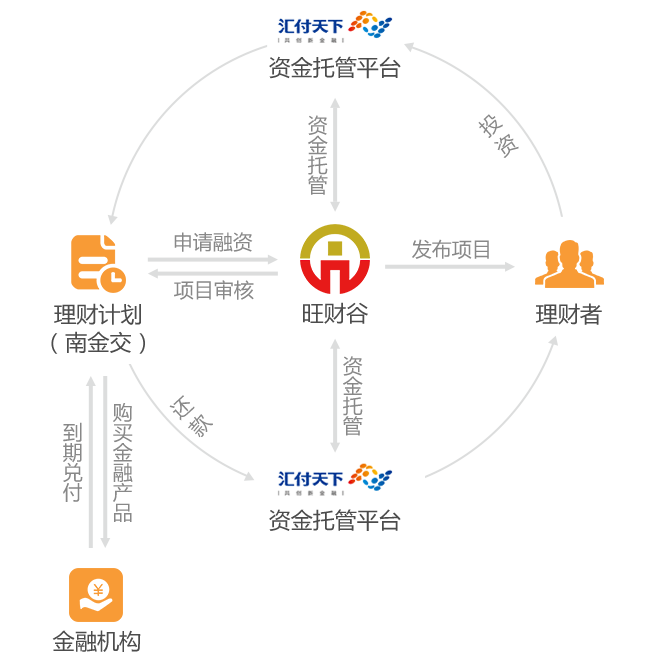 汇付天下
共创新金融
资金托管平台
投资
资金托管
申请融资
项目审核
发布项目
理财计划
（南金交）
旺财谷
理财者
还款
资金托管
到期兑付
购买金融产品
汇付天下
共创新金融
资金托管平台
¥
金融机构